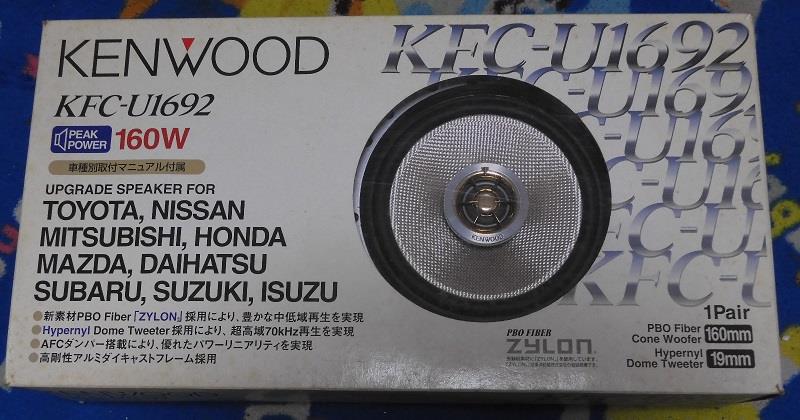 KENWOOD
KFC-U1692
PEAK POWER 160W
車種別取付マニュアル付属
UPGRADE SPEAKER FOR
TOYOTA, NISSAN
MITSUBISHI, HONDA
MAZDA, DAIHATSU
SUBARU, SUZUKI, ISUZU
●新素材PBO Fiber「ZYLON」採用により、豊かな中低域再生を実現
●Hypernyl Dome Tweeter採用により、超高域70kHz再生を実現
●AFCダンパー搭載により、優れたパワーリニアリティを実現
●高剛性アルミダイキャストフレーム採用
KFC-U1692
KFC-U169
KFC-U16
KFC-U1
KFC-U
KENWOOD
PBO FIBER
ZYLON
1Pair
PBO Fiber
Cone Woofer 160mm
Hypernyl
Dome Tweeter 19mm